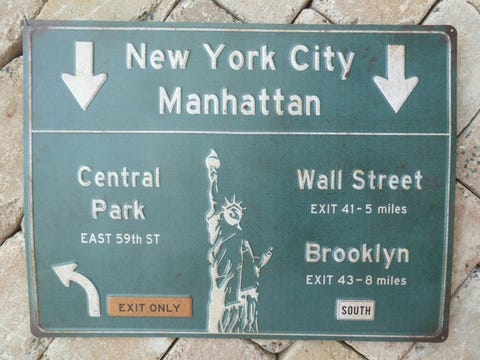 New York City
Manhattan
Central
Park
EAST 59th ST
EXIT ONLY
Wall Street
EXIT 41-5 miles
Brooklyn
EXIT 43-8 miles
SOUTH